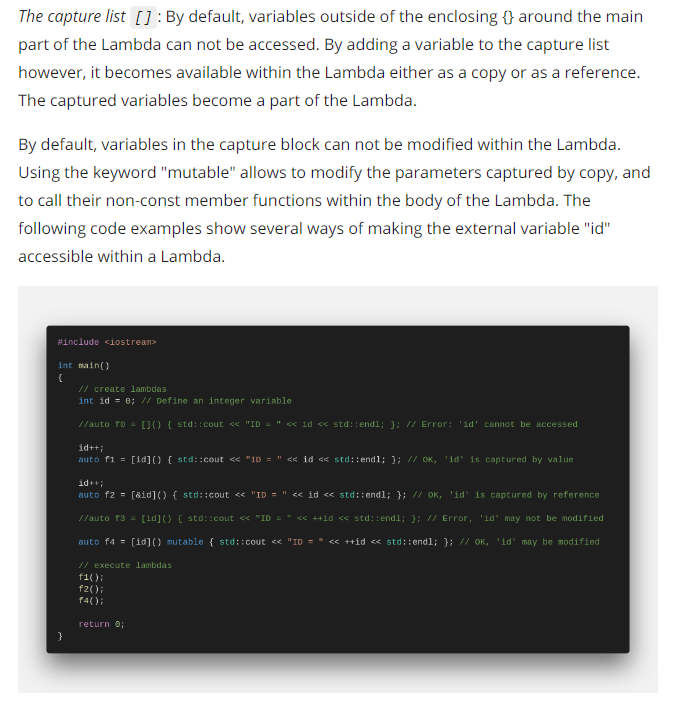 The capture list [] : By default, variables outside of the enclosing {} around the main
part of the Lambda can not be accessed. By adding a variable to the capture list
however, it becomes available within the Lambda either as a copy or as a reference.
The captured variables become a part of the Lambda.
By default, variables in the capture block can not be modified within the Lambda.
Using the keyword "mutable" allows to modify the parameters captured by copy, and
to call their non-const member functions within the body of the Lambda. The
following code examples show several ways of making the external variable "id"
accessible within a Lambda.
#include <iostream>
int main()
{
// create lambdas
int id = 0; // Define an integer variable
//auto f0 = []() { std::cout << "ID = " << id << std::endl; }; // Error: 'id' cannot be accessed
id++;
auto f1 = [id]() { std::cout << "ID = " << id << std::endl; }; // OK, 'id' is captured by value
id++;
auto f2 = [&id]() { std::cout << "ID = " << id << std::endl; }; // OK, 'id' is captured by reference
//auto f3 = [id]() { std::cout << "ID = " << ++id << std::endl; }; // Error, 'id' may not be modified
auto f4 = [id]() mutable { std::cout << "ID = " << ++id << std::endl; }; // OK, 'id' may be modified
// execute lambdas
f1();
f2();
f4();
return 0;
}